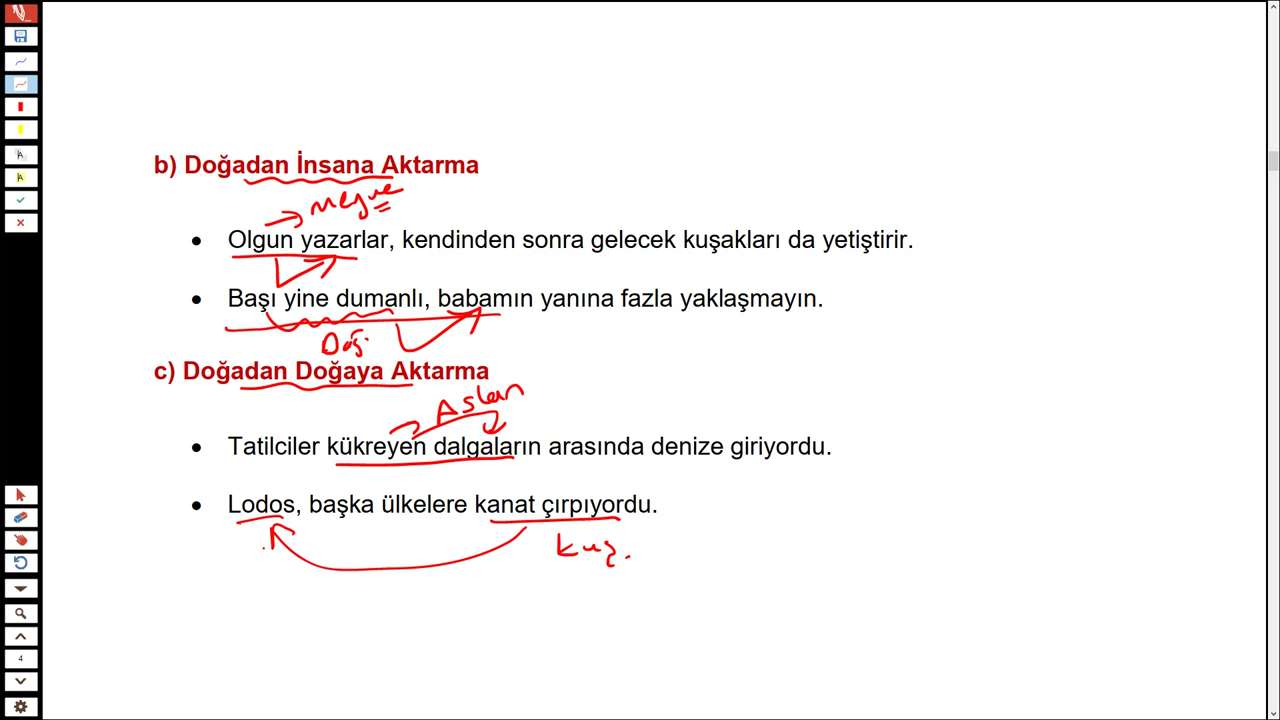 b) Doğadan İnsana Aktarma
meyve
• Olgun yazarlar, kendinden sonra gelecek kuşakları da yetiştirir.
• Başı yine dumanlı, babamın yanına fazla yaklaşmayın.
Doğ.
c) Doğadan Doğaya Aktarma
Aslan
• Tatilciler kükreyen dalgaların arasında denize giriyordu.
• Lodos, başka ülkelere kanat çırpıyordu.
kuş.
4